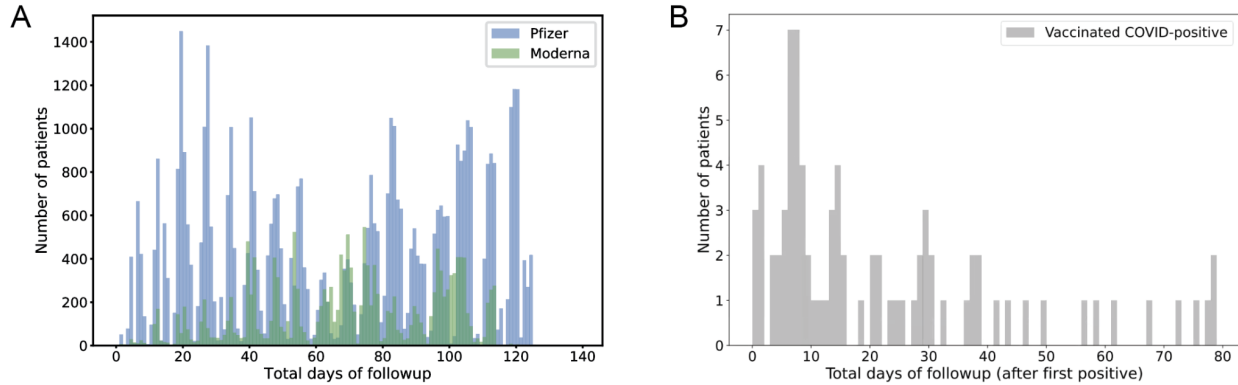 A
Pfizer
Moderna
1400
1200
1000
800
600
400
200
0
Number of patients
0 20 40 60 80 100 120 140
Total days of followup
B
Vaccinated COVID-positive
7
6
5
4
3
2
1
0
Number of patients
0 10 20 30 40 50 60 70 80
Total days of followup (after first positive)